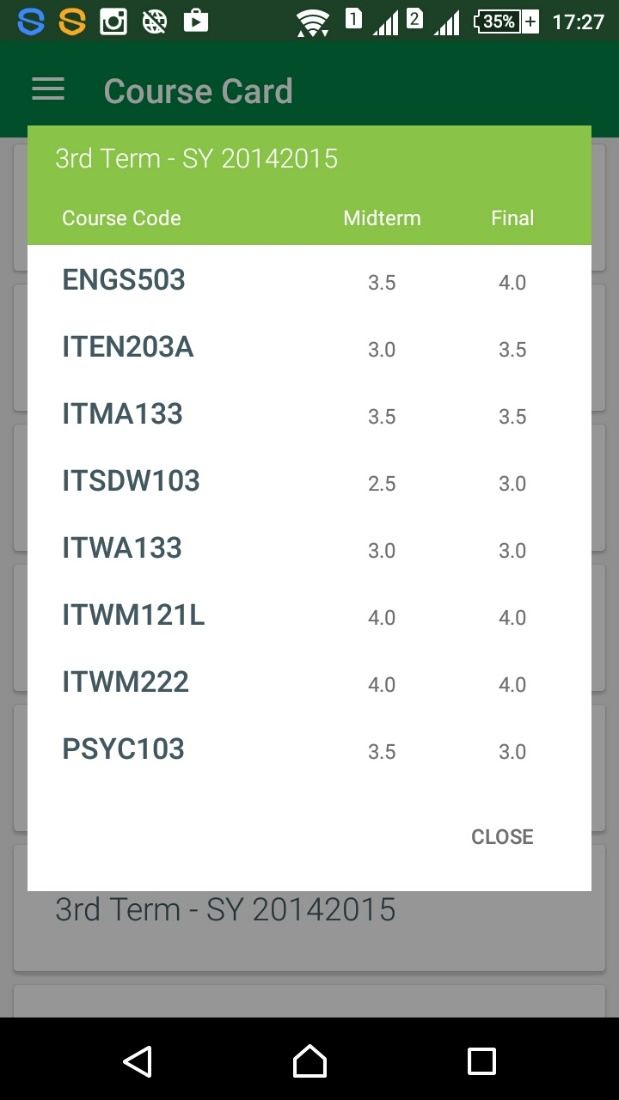 1 2 35% 17:27
Course Card
3rd Term - SY 20142015
Course Code Midterm Final
ENGS503 3.5 4.0
ITEN203A 3.0 3.5
ITMA133 3.5 3.5
ITSDW103 2.5 3.0
ITWA133 3.0 3.0
ITWM121L 4.0 4.0
ITWM222 4.0 4.0
PSYC103 3.5 3.0
CLOSE
3rd Term - SY 20142015